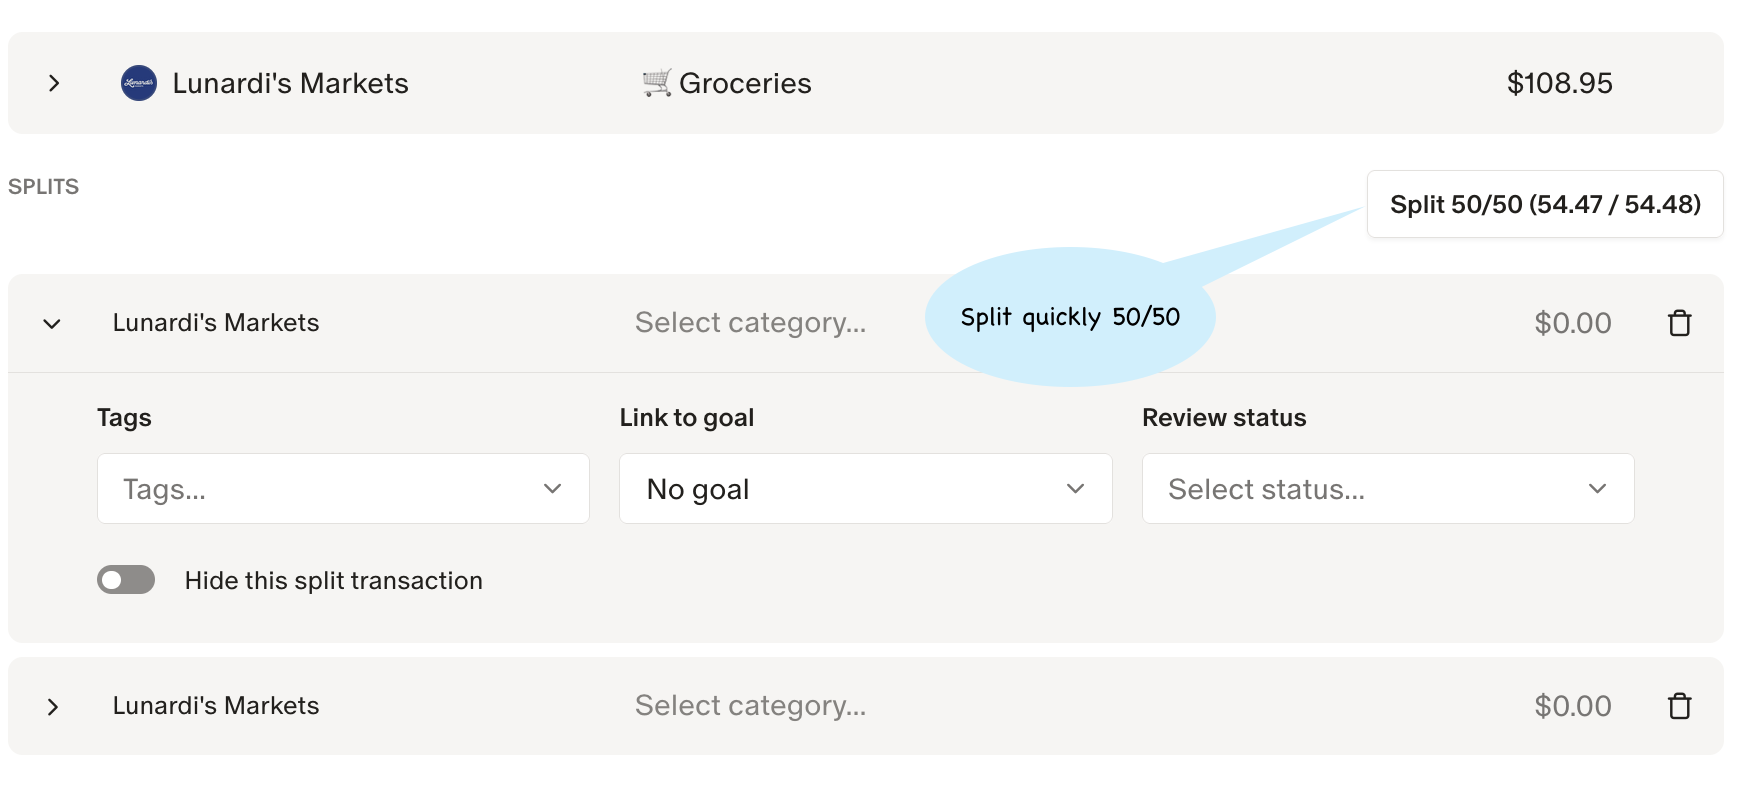 Lunardi's Markets Groceries $108.95
SPLITS
Split 50/50 (54.47 / 54.48)
Split quickly 50/50
Lunardi's Markets Select category... $0.00
Tags Link to goal Review status
Tags... No goal Select status...
Hide this split transaction
Lunardi's Markets Select category... $0.00